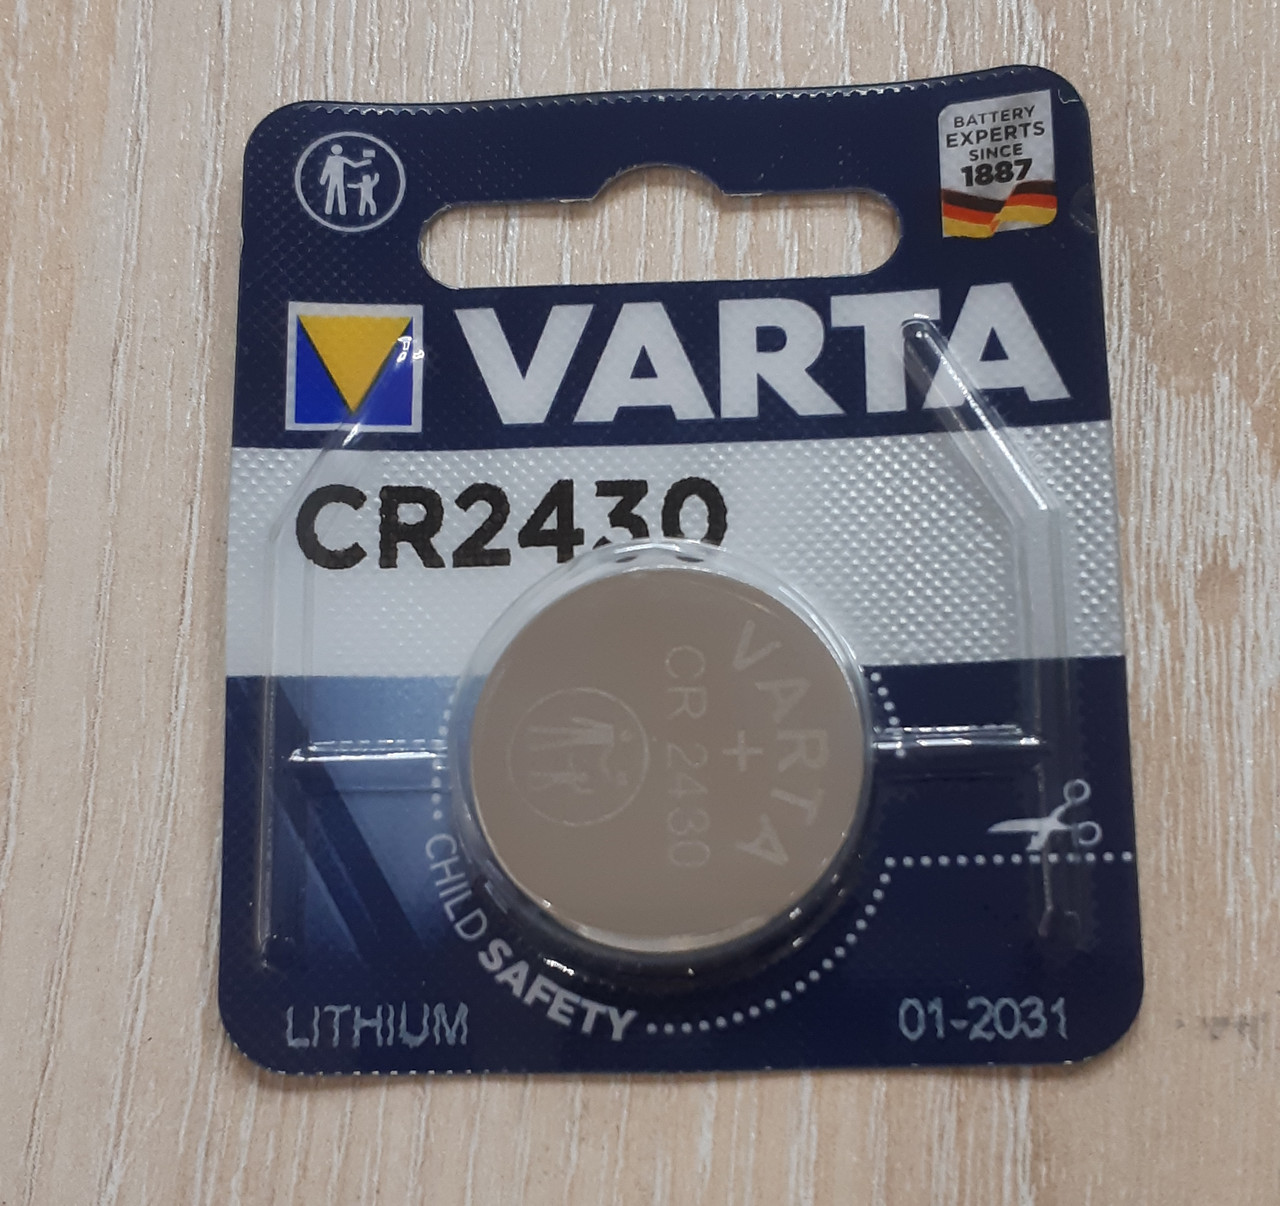 BATTERY
EXPERTS
SINCE
1887
VARTA
CR2430
VARTA
+
CR 2430
CHILD SAFETY
LITHIUM
01-2031